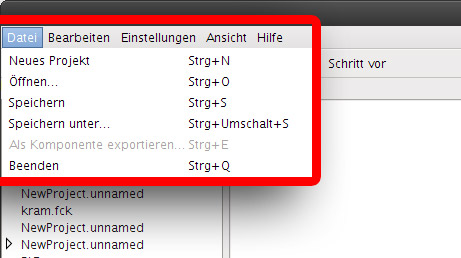 Datei Bearbeiten Einstellungen Ansicht Hilfe
Neues Projekt Strg+N
Öffnen... Strg+O
Schritt vor
Speichern Strg+S
Speichern unter... Strg+Umschalt+S
Als Komponente exportieren... Strg+E
Beenden Strg+Q
NewProject.unnamed
kram.fck
NewProject.unnamed
NewProject.unnamed